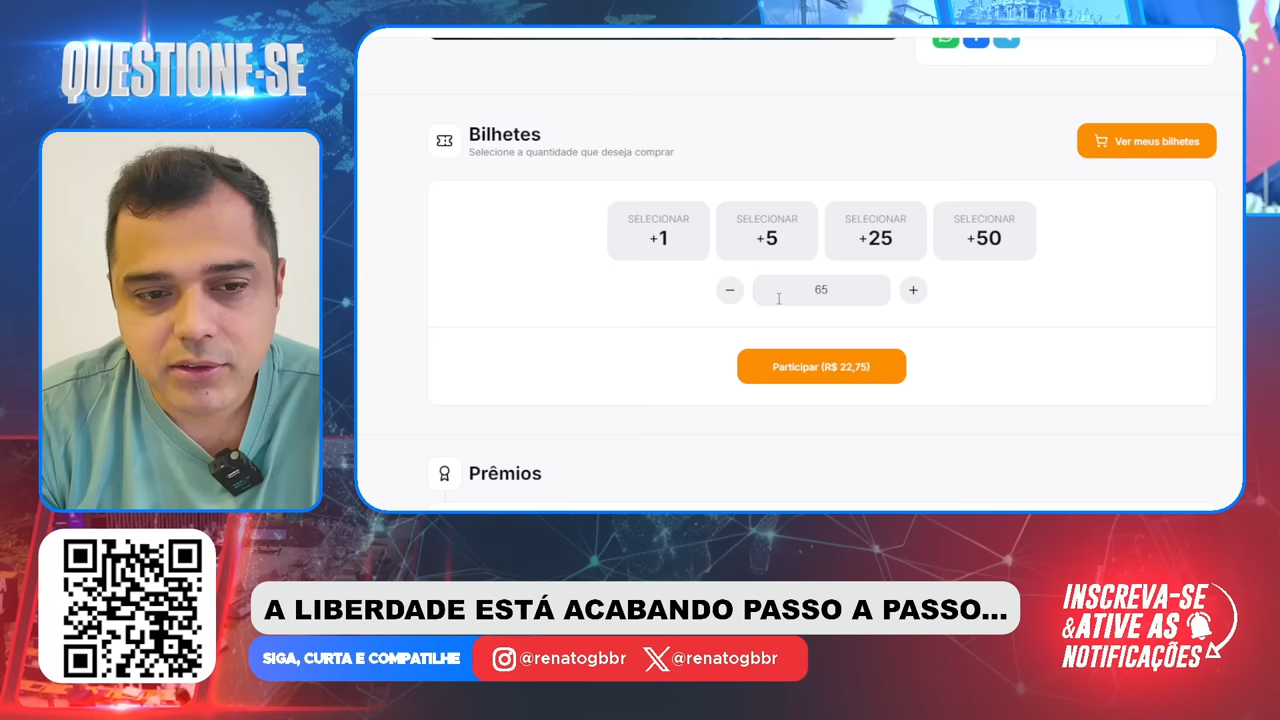 QUESTIONE-SE
Bilhetes
Selecione a quantidade que deseja comprar
Ver meus bilhetes
SELECIONAR
+1
SELECIONAR
+5
SELECIONAR
+25
SELECIONAR
+50
− 65 +
Participar (R$ 22,75)
Prêmios
A LIBERDADE ESTÁ ACABANDO PASSO A PASSO...
SIGA, CURTA E COMPATILHE
@renatogbbr
@renatogbbr
INSCREVA-SE
&ATIVE AS
NOTIFICAÇÕES